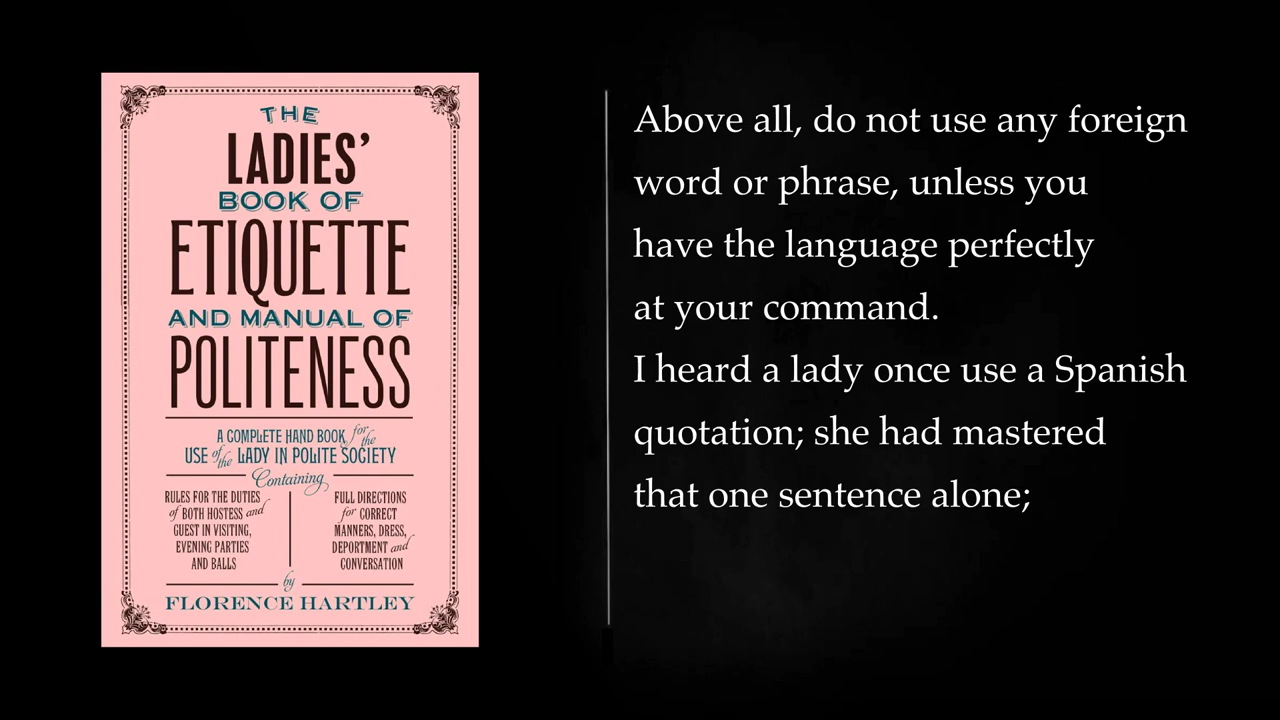 THE
LADIES'
BOOK OF
ETIQUETTE
AND MANUAL OF
POLITENESS
A COMPLETE HAND BOOK for the
USE of the LADY IN POLITE SOCIETY
Containing
RULES FOR THE DUTIES
of BOTH HOSTESS and
GUEST IN VISITING,
EVENING PARTIES
AND BALLS
FULL DIRECTIONS
for CORRECT
MANNERS, DRESS,
DEPORTMENT and
CONVERSATION
by
FLORENCE HARTLEY
Above all, do not use any foreign
word or phrase, unless you
have the language perfectly
at your command.
I heard a lady once use a Spanish
quotation; she had mastered
that one sentence alone;